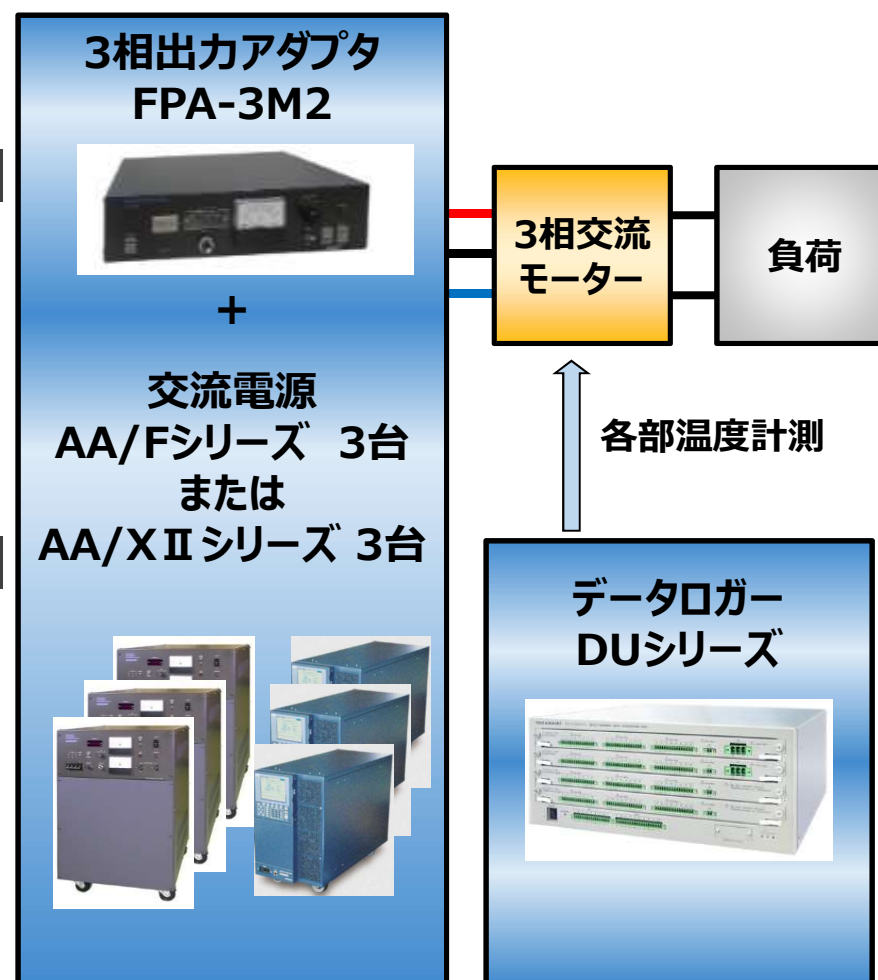 3相出力アダプタ
FPA-3M2
+
交流電源
AA/Fシリーズ 3台
または
AA/XⅡシリーズ 3台
3相交流
モーター
負荷
各部温度計測
データロガー
DUシリーズ